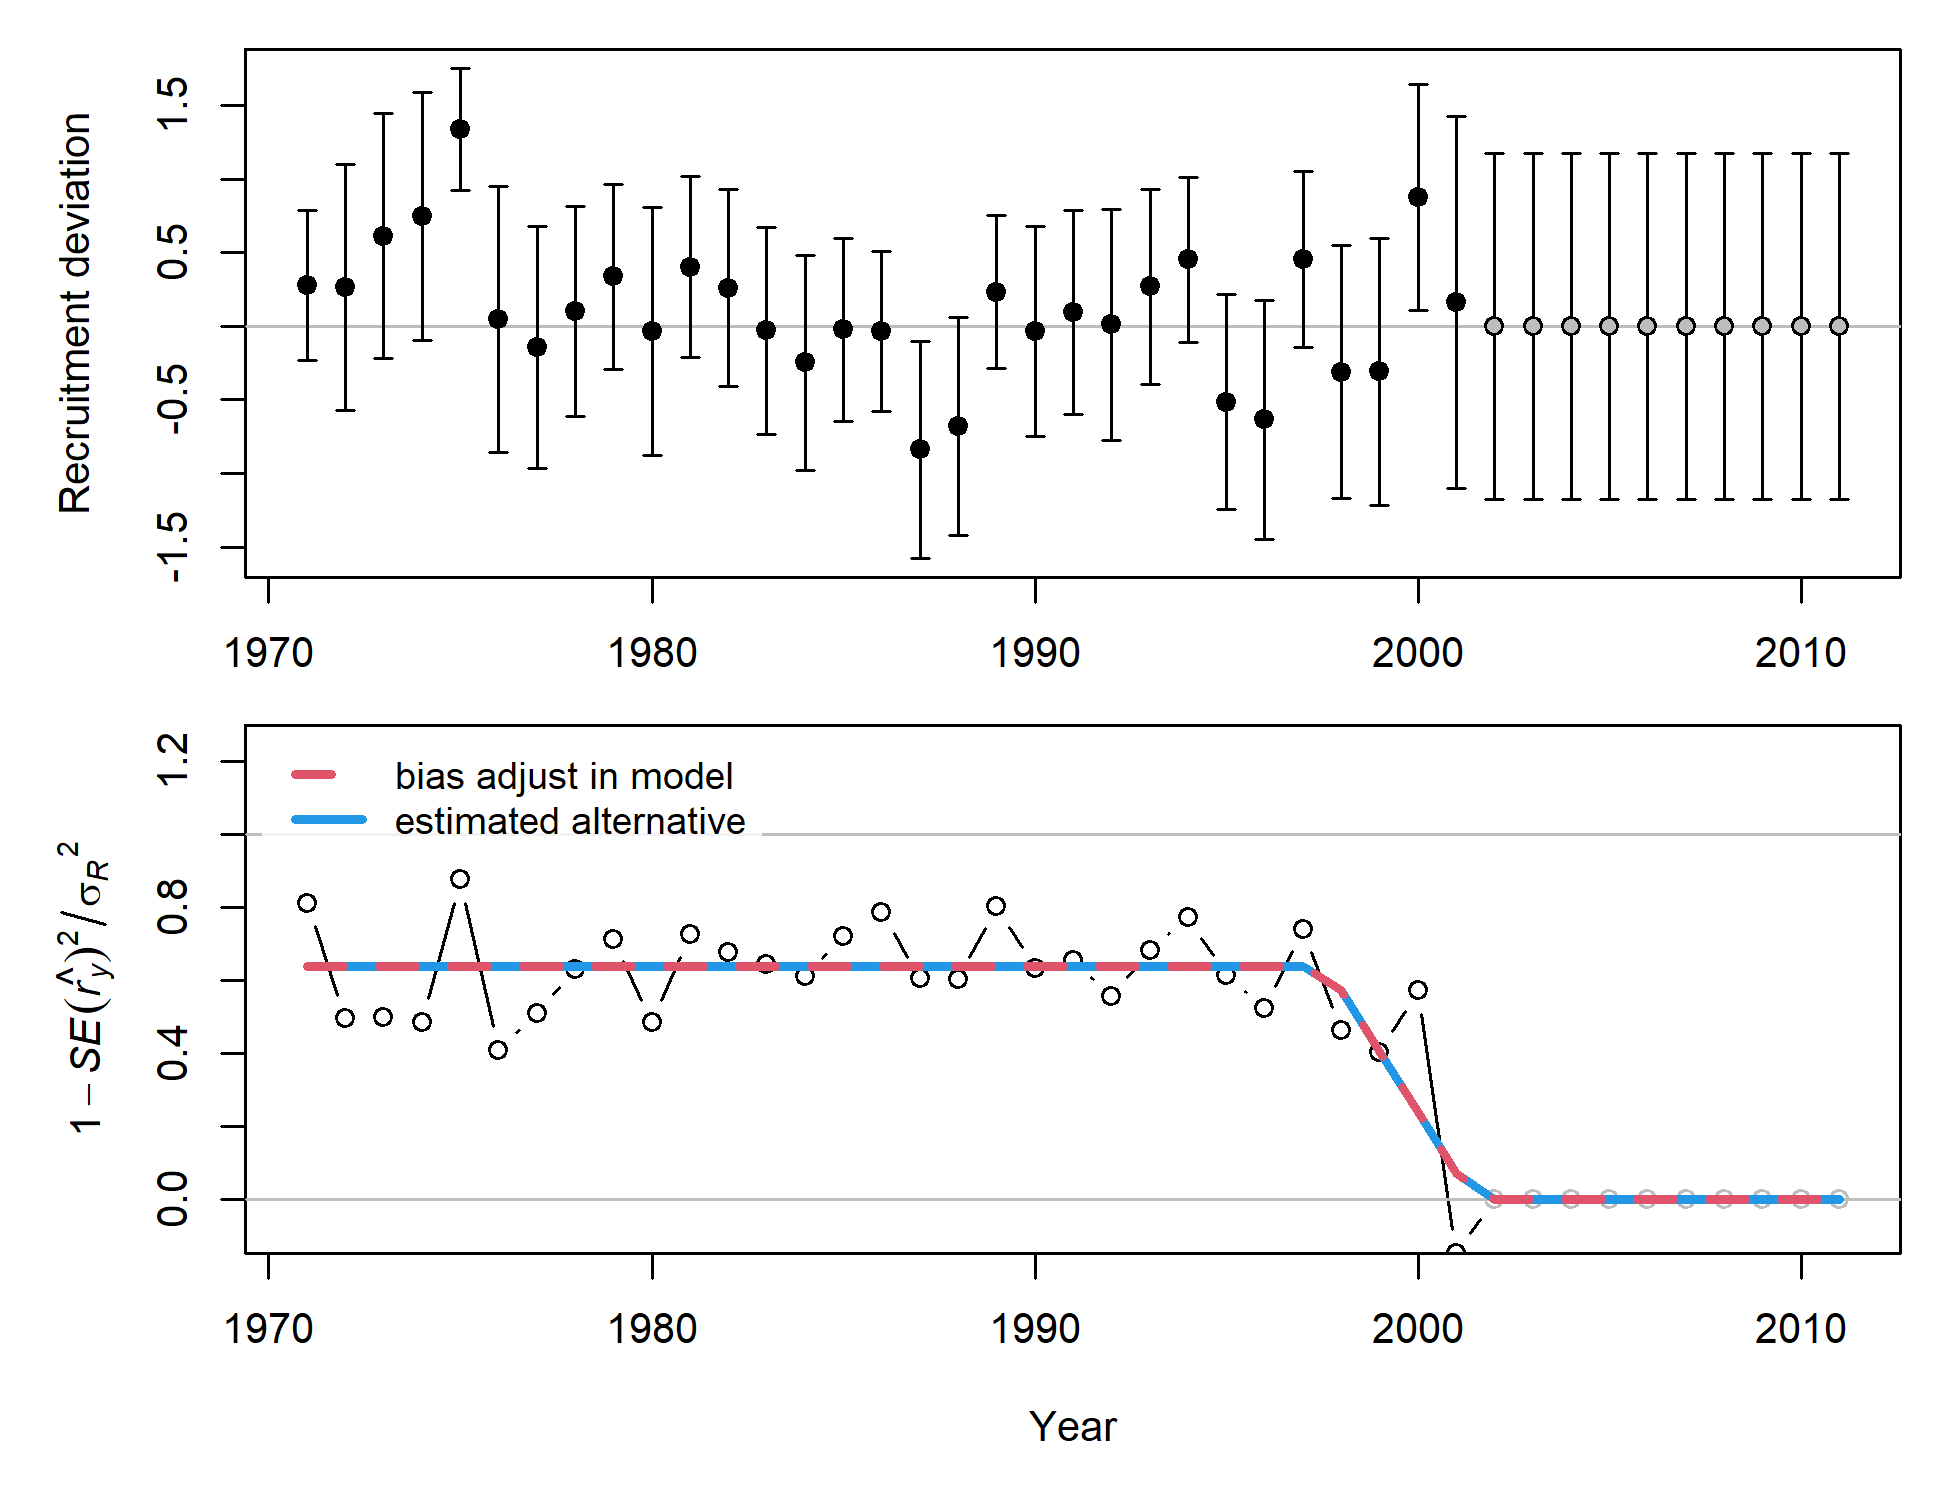 Recruitment deviation
1.5
0.5
-0.5
-1.5
1970 1980 1990 2000 2010
bias adjust in model
estimated alternative
1 − SE(r̂_y)² / σ_R²
1.2
0.8
0.4
0.0
1970 1980 1990 2000 2010
Year